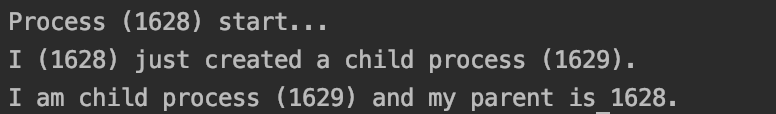 Process (1628) start...
I (1628) just created a child process (1629).
I am child process (1629) and my parent is 1628.